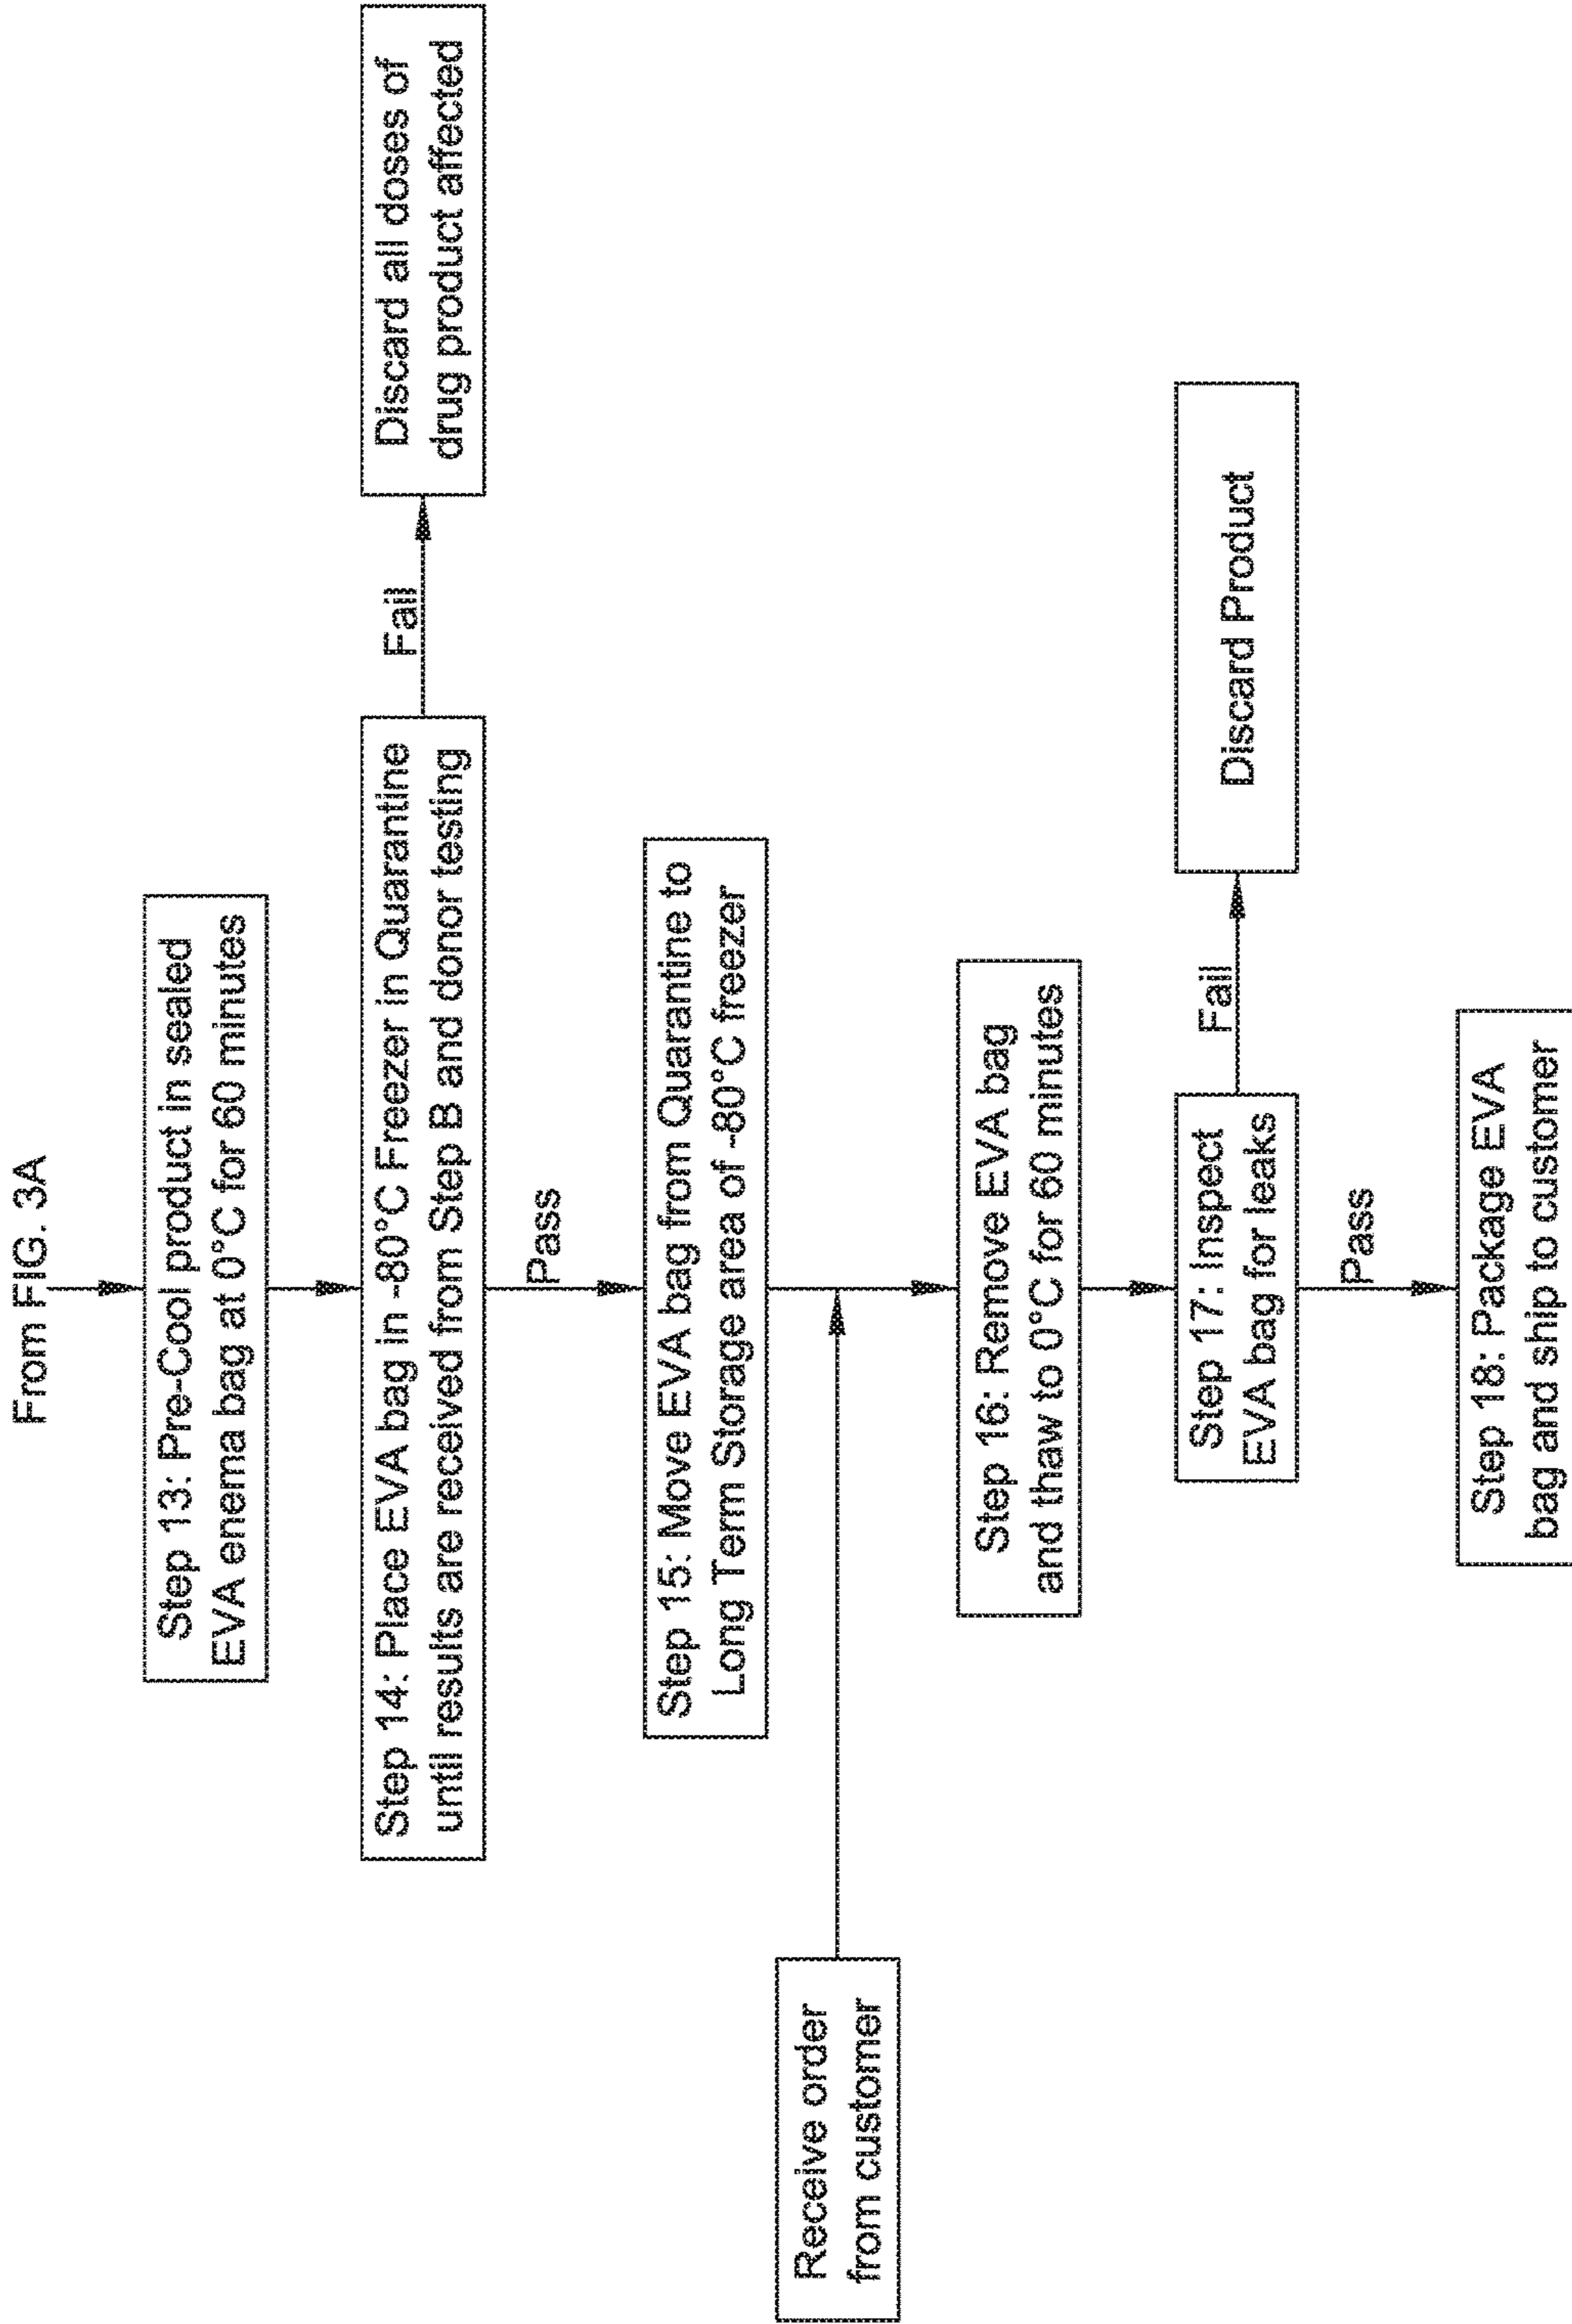 From FIG. 3A
Step 13: Pre-Cool product in sealed
EVA enema bag at 0°C for 60 minutes
Step 14: Place EVA bag in -80°C Freezer in Quarantine
until results are received from Step B and donor testing
Fail
Discard all doses of
drug product affected
Pass
Step 15: Move EVA bag from Quarantine to
Long Term Storage area of -80°C freezer
Receive order
from customer
Step 16: Remove EVA bag
and thaw to 0°C for 60 minutes
Step 17: Inspect
EVA bag for leaks
Fail
Discard Product
Pass
Step 18: Package EVA
bag and ship to customer